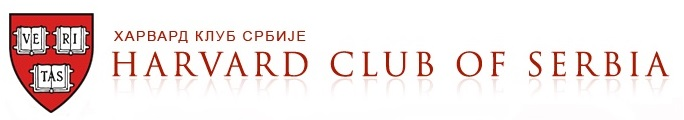 VE RI
TAS
ХАРВАРД КЛУБ СРБИЈЕ
HARVARD CLUB OF SERBIA